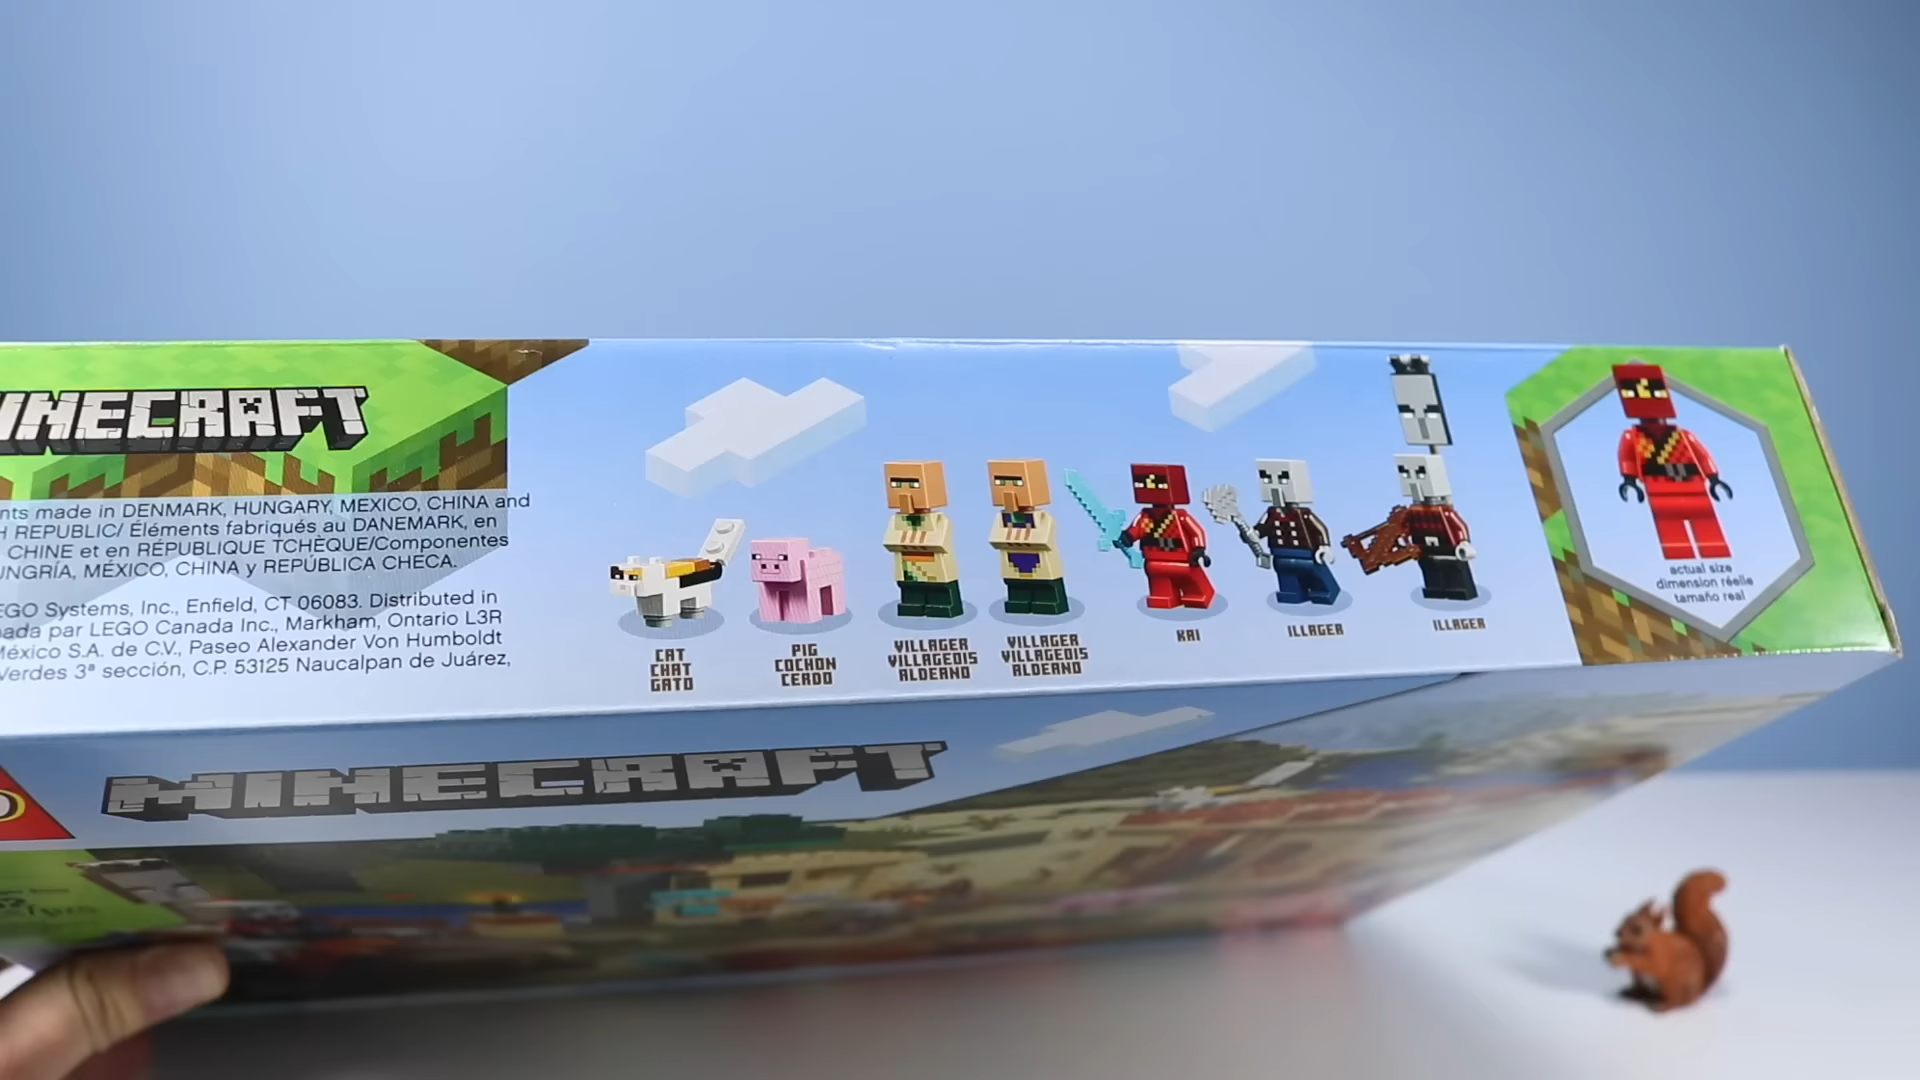 INECRAFT
nts made in DENMARK, HUNGARY, MEXICO, CHINA and
H REPUBLIC/ Éléments fabriqués au DANEMARK, en
CHINE et en RÉPUBLIQUE TCHÈQUE/Componentes
NGRÍA, MÉXICO, CHINA y REPÚBLICA CHECA.
EGO Systems, Inc., Enfield, CT 06083. Distributed in
ada par LEGO Canada Inc., Markham, Ontario L3R
éxico S.A. de C.V., Paseo Alexander Von Humboldt
Verdes 3ª sección, C.P. 53125 Naucalpan de Juárez,
CAT
CHAT
GATO
PIG
COCHON
CERDO
VILLAGER
VILLAGEOIS
ALDEANO
VILLAGER
VILLAGEOIS
ALDEANO
KAI
ILLAGER
ILLAGER
actual size
dimension réelle
tamaño real
MINECRAFT